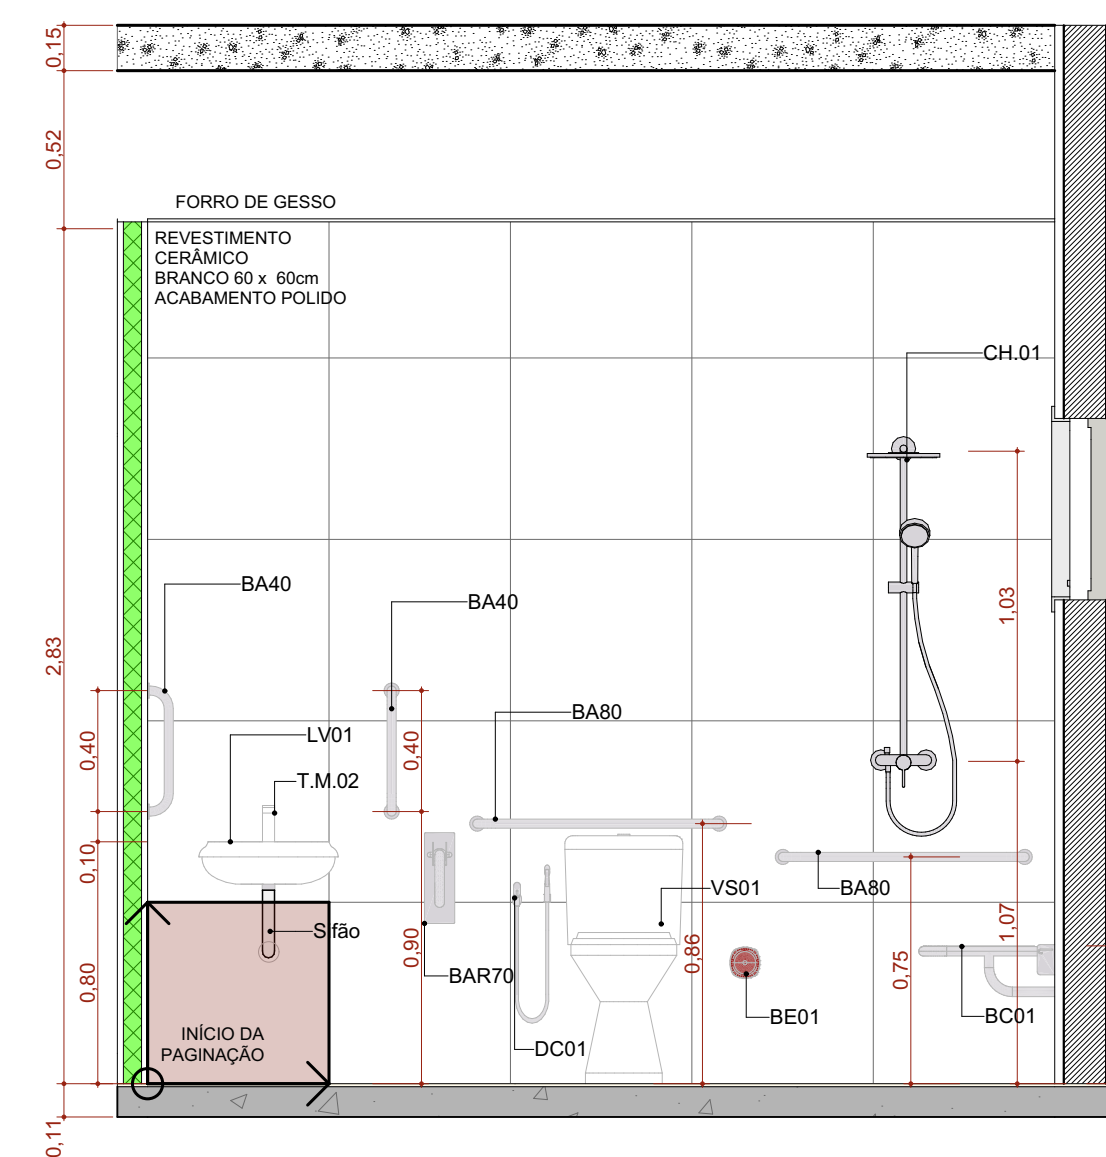 0,15
0,52
FORRO DE GESSO
REVESTIMENTO
CERÂMICO
BRANCO 60 x 60cm
ACABAMENTO POLIDO
CH.01
BA40
BA40
1,03
2,83
BA80
0,40
LV01
0,40
T.M.02
0,10
VS01
BA80
Sifão
0,90
0,86
1,07
0,80
BAR70
0,75
BE01
BC01
INÍCIO DA
PAGINAÇÃO
DC01
0,11